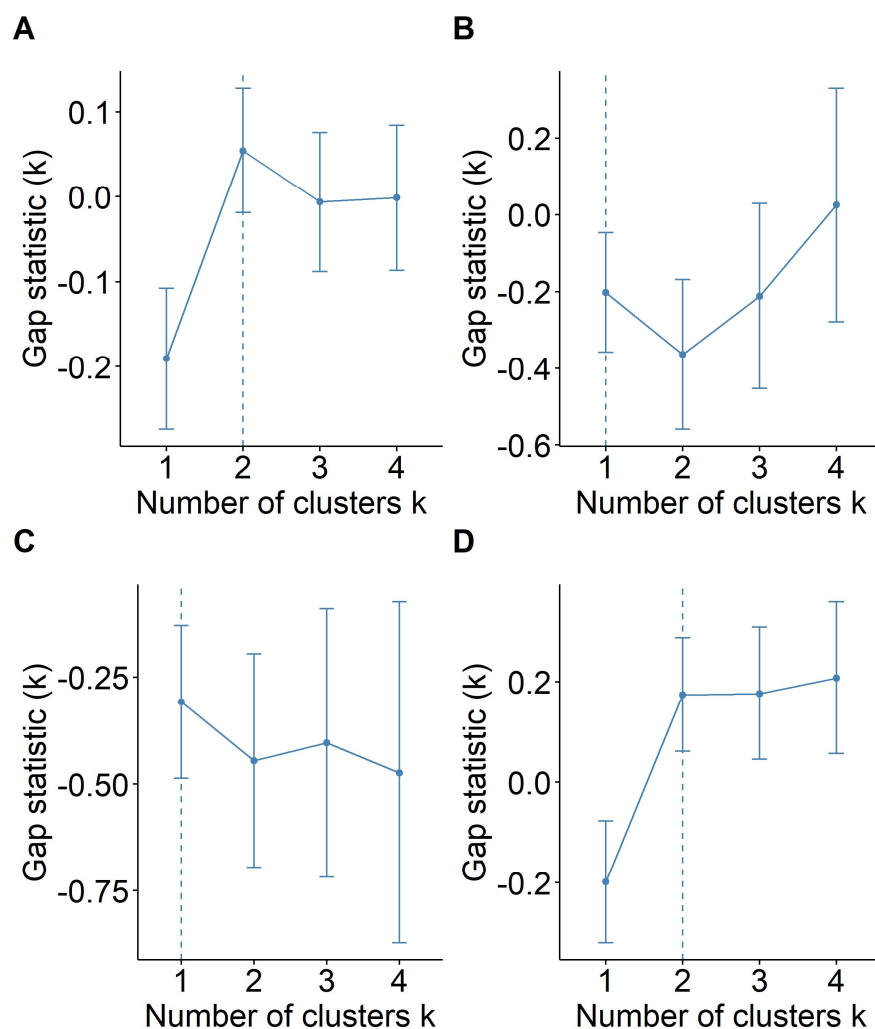 A
Gap statistic (k)
0.1
0.0
-0.1
-0.2
1 2 3 4
Number of clusters k
B
Gap statistic (k)
0.2
0.0
-0.2
-0.4
-0.6
1 2 3 4
Number of clusters k
C
Gap statistic (k)
-0.25
-0.50
-0.75
1 2 3 4
Number of clusters k
D
Gap statistic (k)
0.2
0.0
-0.2
1 2 3 4
Number of clusters k